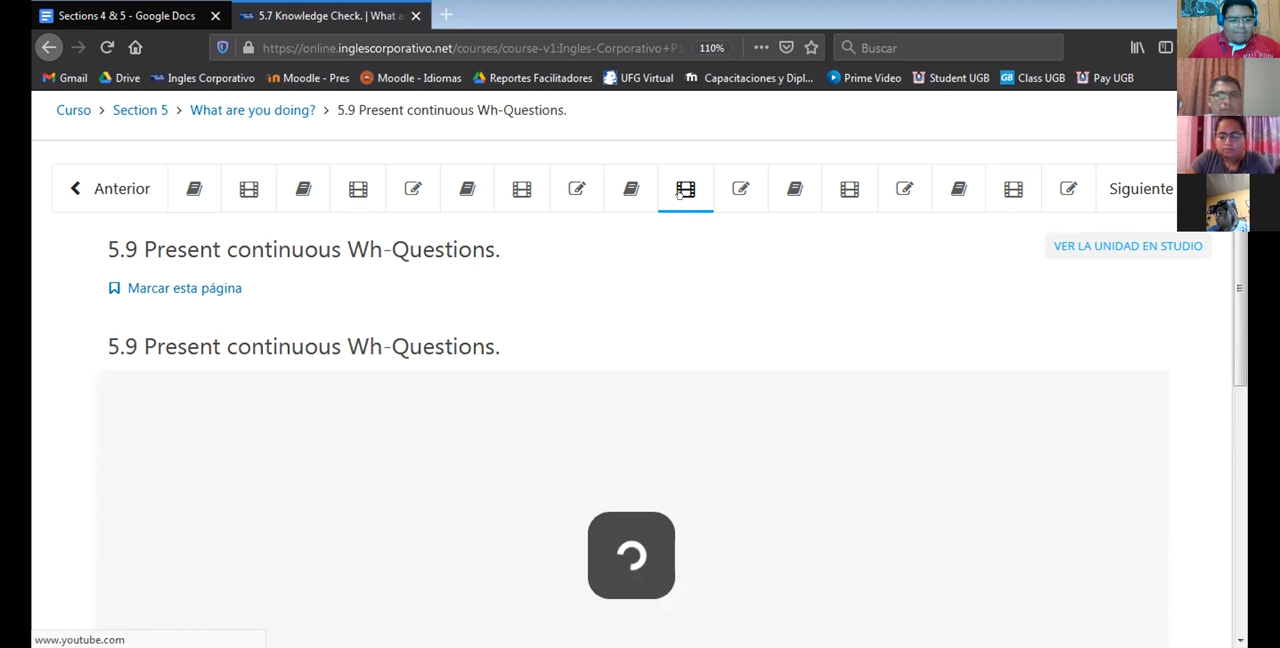 Sections 4 & 5 - Google Docs
5.7 Knowledge Check. | What a
https://online.inglescorporativo.net/courses/course-v1:Ingles-Corporativo+P
110%
Buscar
Gmail
Drive
Ingles Corporativo
Moodle - Pres
Moodle - Idiomas
Reportes Facilitadores
UFG Virtual
Capacitaciones y Dipl...
Prime Video
Student UGB
Class UGB
Pay UGB
Curso > Section 5 > What are you doing? > 5.9 Present continuous Wh-Questions.
Anterior
Siguiente
5.9 Present continuous Wh-Questions.
VER LA UNIDAD EN STUDIO
Marcar esta página
5.9 Present continuous Wh-Questions.
www.youtube.com